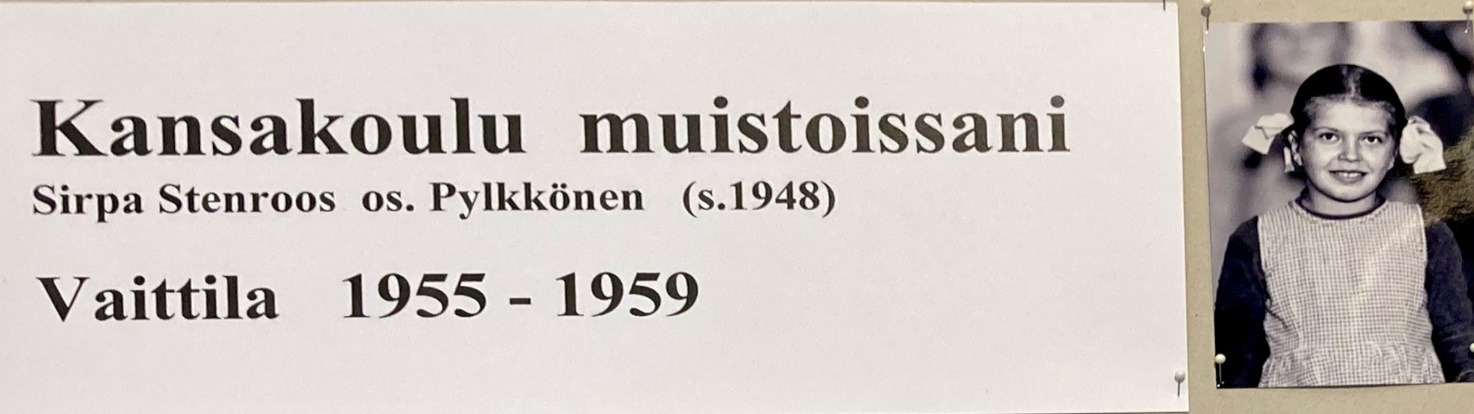 Kansakoulu muistoissani
Sirpa Stenroos os. Pylkkönen (s.1948)
Vaittila 1955 - 1959